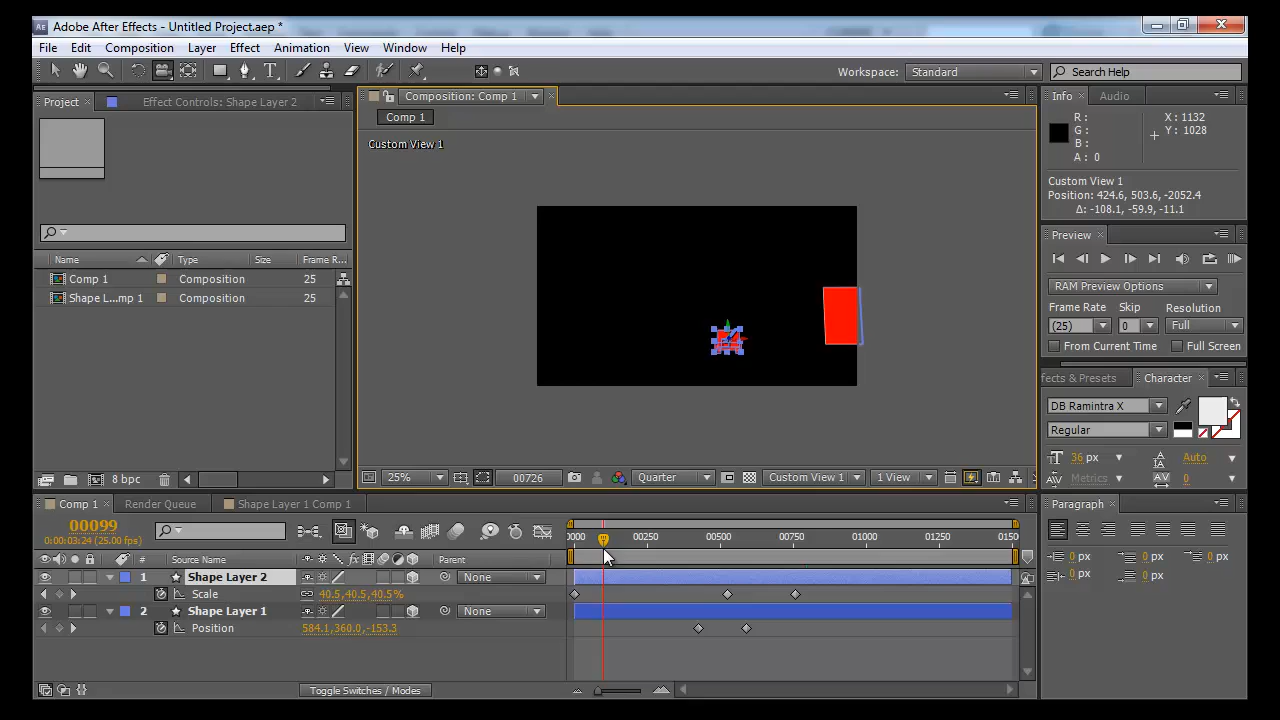 Adobe After Effects - Untitled Project.aep *
File Edit Composition Layer Effect Animation View Window Help
Workspace: Standard Search Help
Project Effect Controls: Shape Layer 2
Composition: Comp 1
Comp 1
Custom View 1
Name Type Size Frame R...
Comp 1 Composition 25
Shape L...mp 1 Composition 25
8 bpc
25% 00726 Quarter Custom View 1 1 View
Info Audio
R : X : 1132
G : Y : 1028
B :
A : 0
Custom View 1
Position: 424.6, 503.6, -2052.4
Δ: -108.1, -59.9, -11.1
Preview
RAM Preview Options
Frame Rate Skip Resolution
(25) 0 Full
From Current Time Full Screen
ffects & Presets Character
DB Ramintra X
Regular
36 px Auto
Metrics 0
Paragraph
0 px 0 px 0 px
0 px 0 px
Comp 1 Render Queue Shape Layer 1 Comp 1
00099
0:00:03:24 (25.00 fps)
0000 00250 00500 00750 01000 01250 0150
# Source Name Parent
1 Shape Layer 2 None
Scale 40.5,40.5,40.5%
2 Shape Layer 1 None
Position 584.1,360.0,-153.3
Toggle Switches / Modes